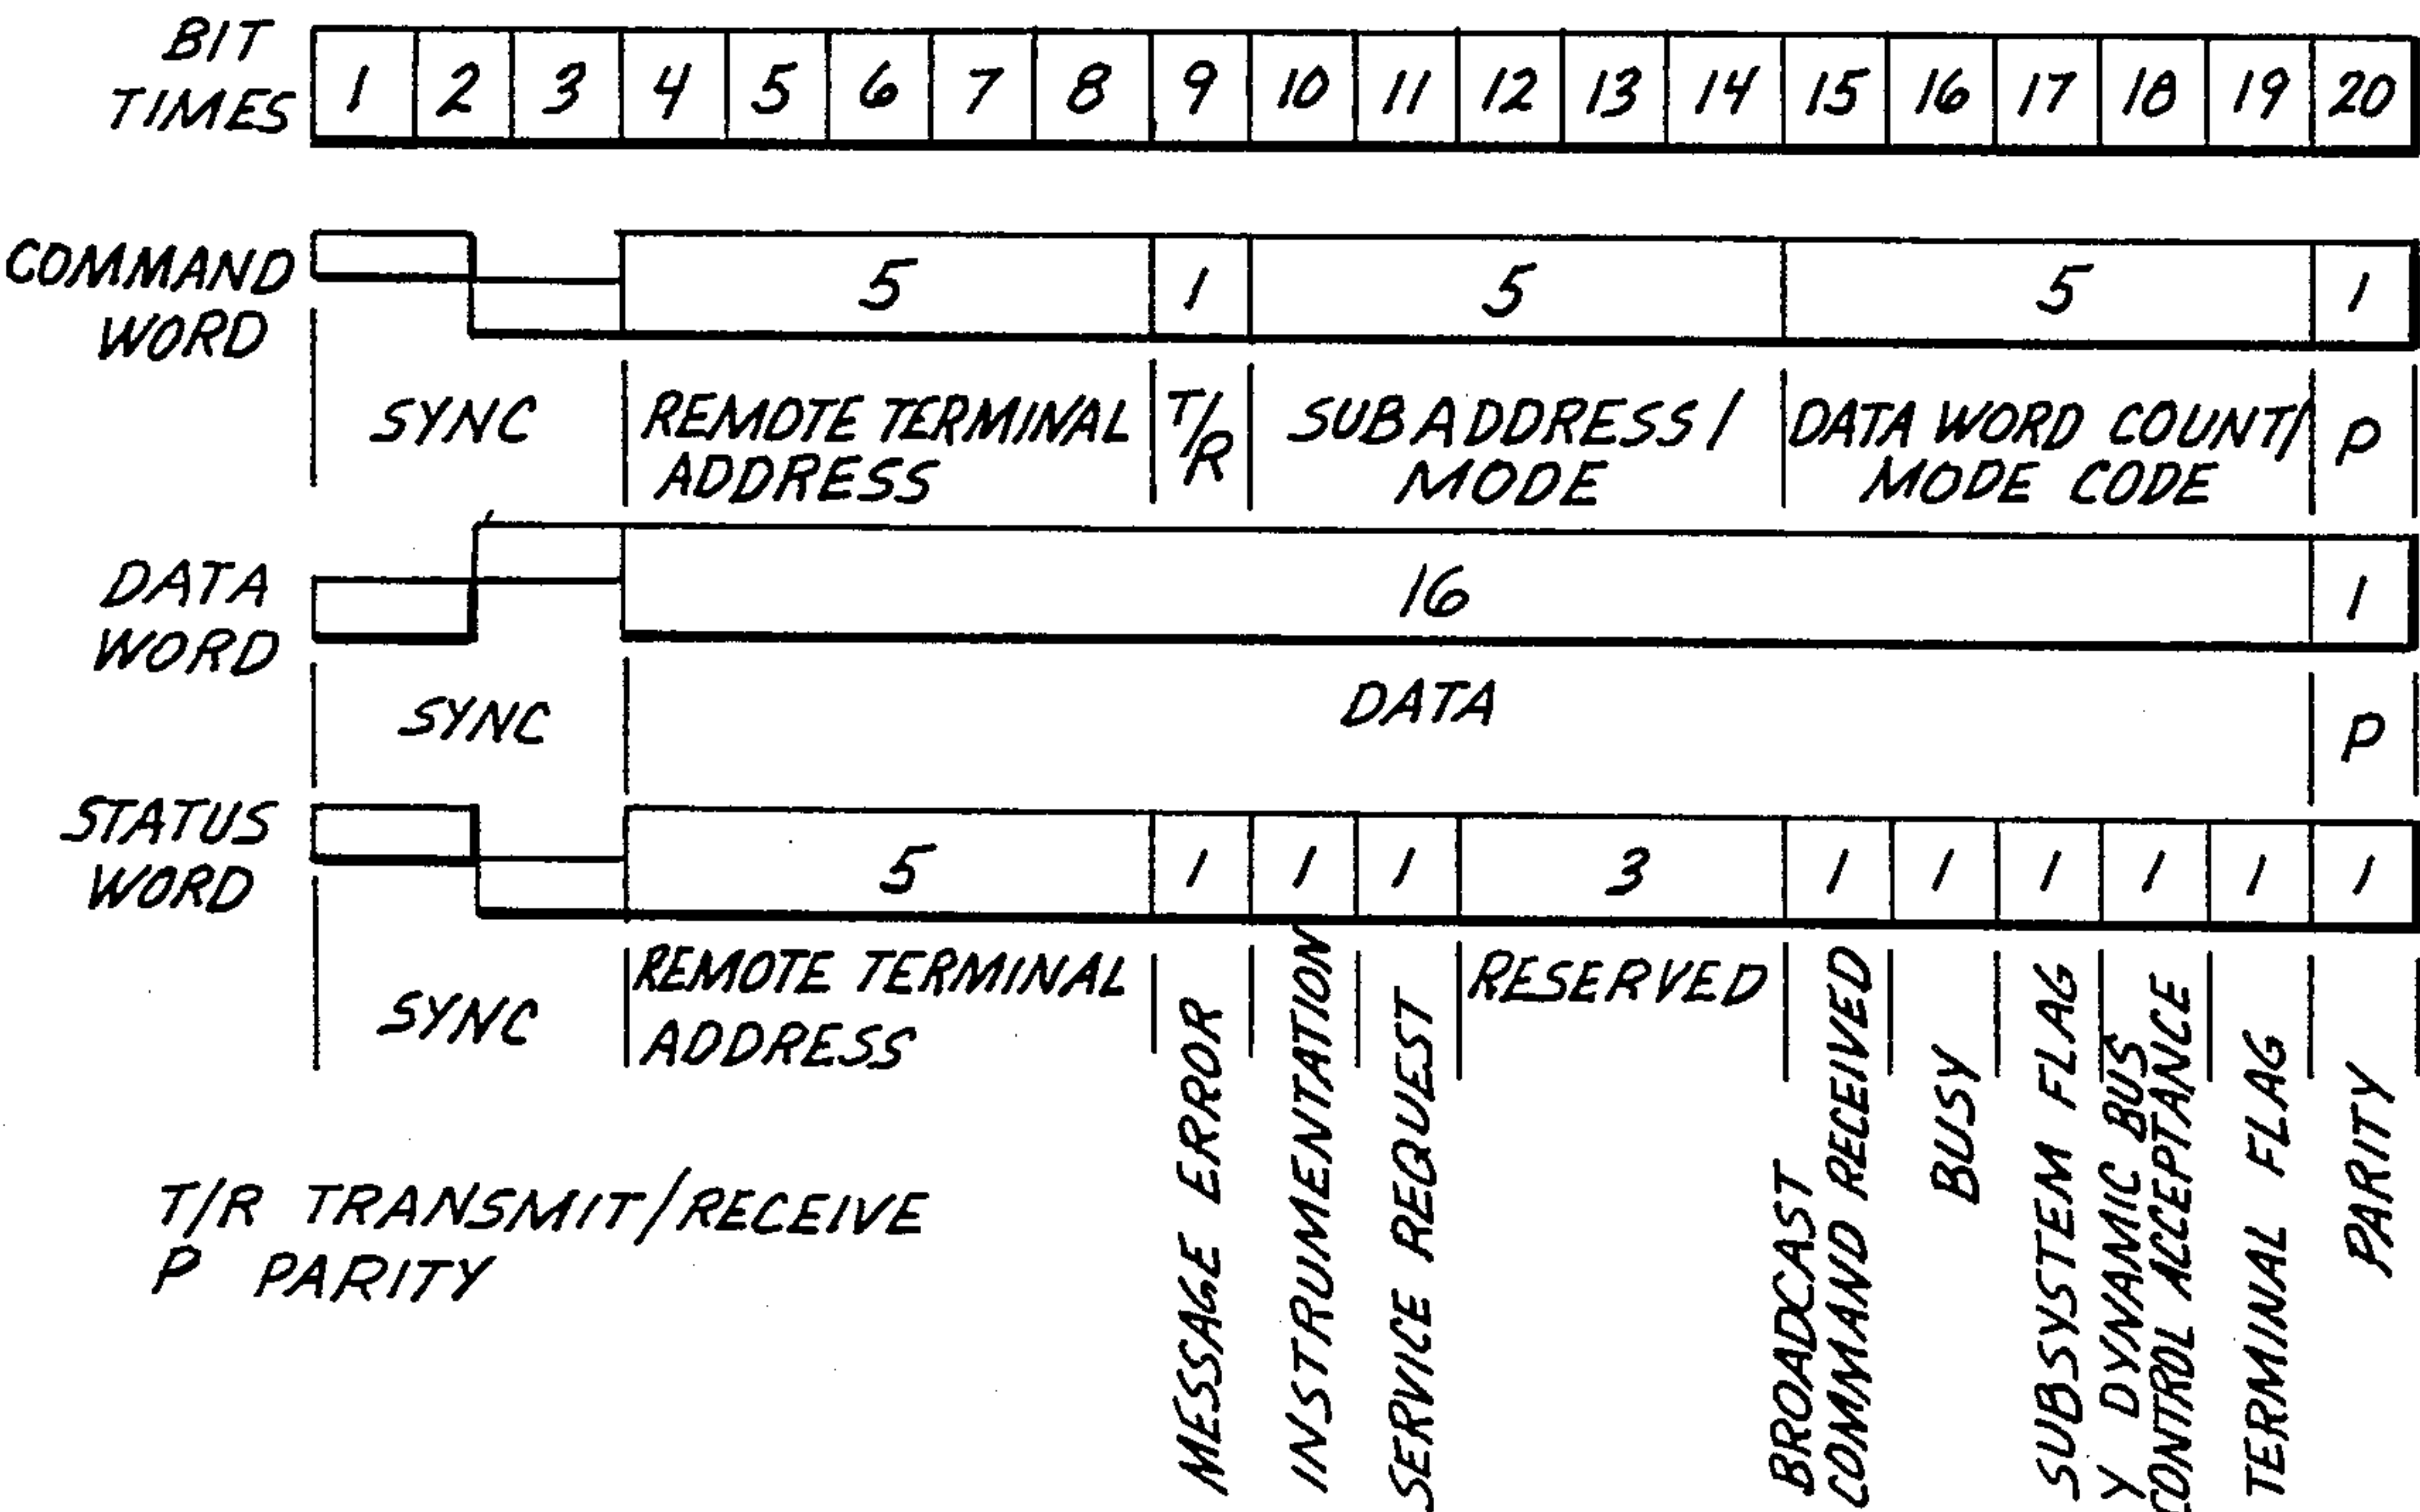 BIT
TIMES
1 2 3 4 5 6 7 8 9 10 11 12 13 14 15 16 17 18 19 20
COMMAND
WORD
5 1 5 5 1
SYNC
REMOTE TERMINAL
ADDRESS
T/R
SUBADDRESS/
MODE
DATA WORD COUNT/
MODE CODE
P
DATA
WORD
16 1
SYNC
DATA
P
STATUS
WORD
5 1 1 1 3 1 1 1 1 1 1
SYNC
REMOTE TERMINAL
ADDRESS
MESSAGE ERROR
INSTRUMENTATION
SERVICE REQUEST
RESERVED
BROADCAST
COMMAND RECEIVED
BUSY
SUBSYSTEM FLAG
Y DYNAMIC BUS
CONTROL ACCEPTANCE
TERMINAL FLAG
PARITY
T/R TRANSMIT/RECEIVE
P PARITY